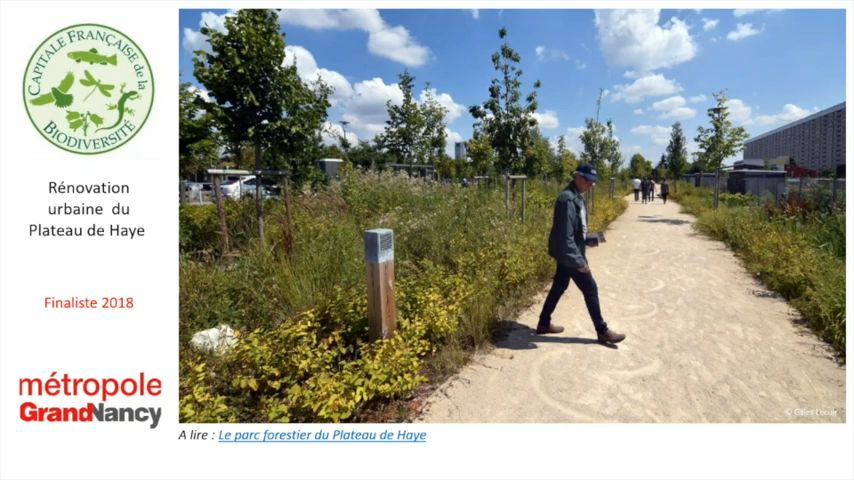 CAPITALE FRANÇAISE de la
BIODIVERSITÉ
Rénovation
urbaine du
Plateau de Haye
Finaliste 2018
métropole
GrandNancy
© Gilles Lecuir
A lire : Le parc forestier du Plateau de Haye